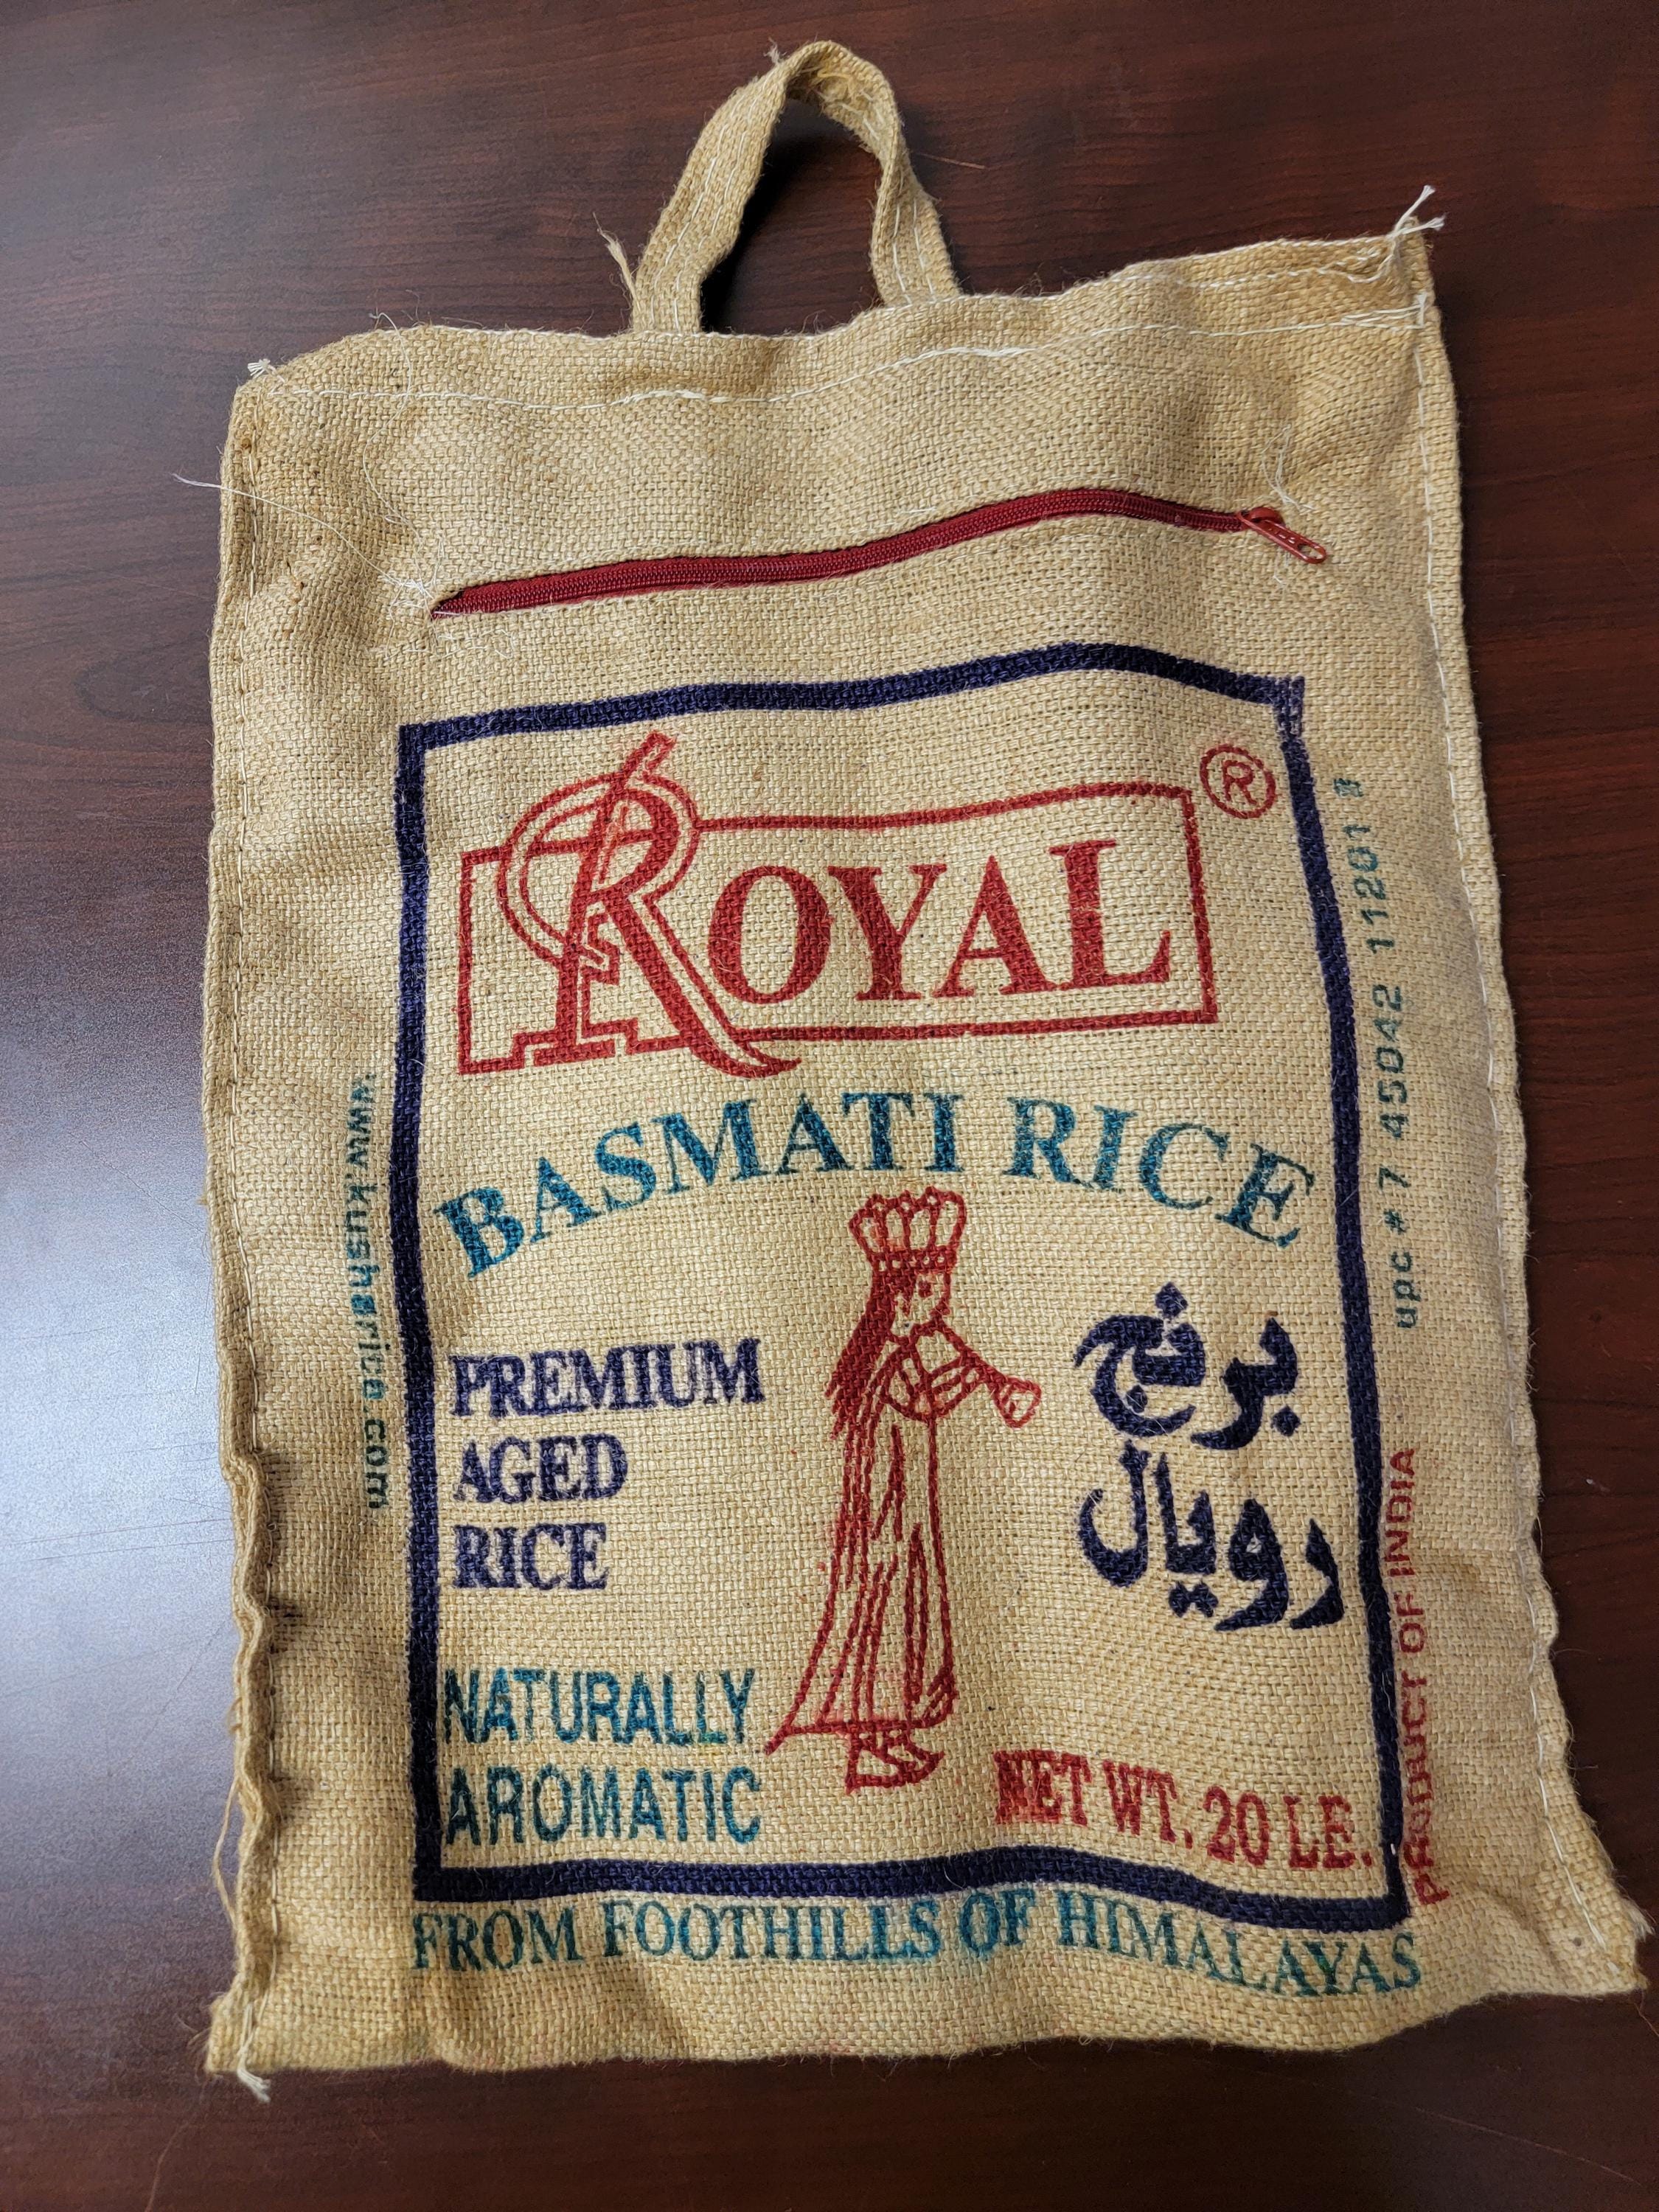 ROYAL ®
BASMATI RICE
PREMIUM
AGED
RICE
برنج
رويال
NATURALLY
AROMATIC
NET WT. 20 LB.
FROM FOOTHILLS OF HIMALAYAS
www.kusharice.com
upc # 7 45042 11201 8
PRODUCT OF INDIA